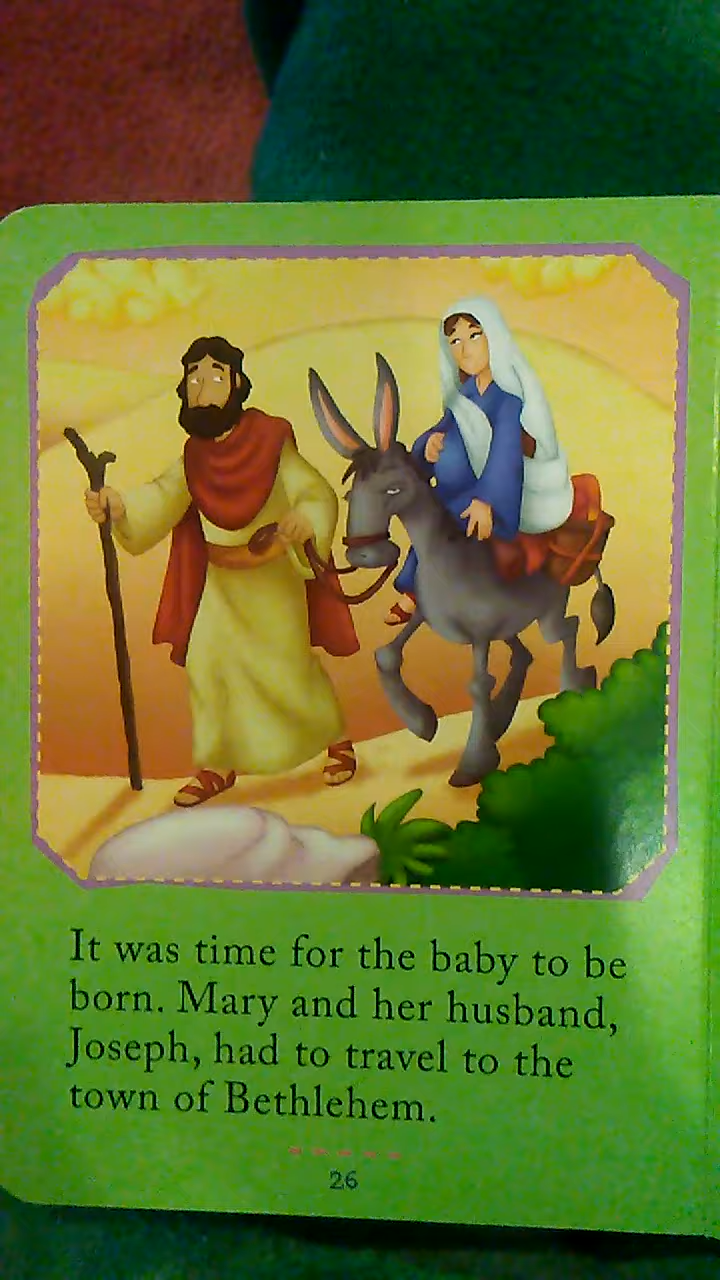 It was time for the baby to be
born. Mary and her husband,
Joseph, had to travel to the
town of Bethlehem.
26